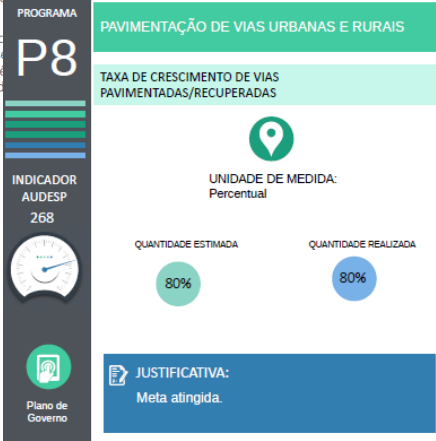 PROGRAMA
P8
INDICADOR
AUDESP
268
Plano de
Governo
PAVIMENTAÇÃO DE VIAS URBANAS E RURAIS
TAXA DE CRESCIMENTO DE VIAS
PAVIMENTADAS/RECUPERADAS
UNIDADE DE MEDIDA:
Percentual
QUANTIDADE ESTIMADA
80%
QUANTIDADE REALIZADA
80%
JUSTIFICATIVA:
Meta atingida.